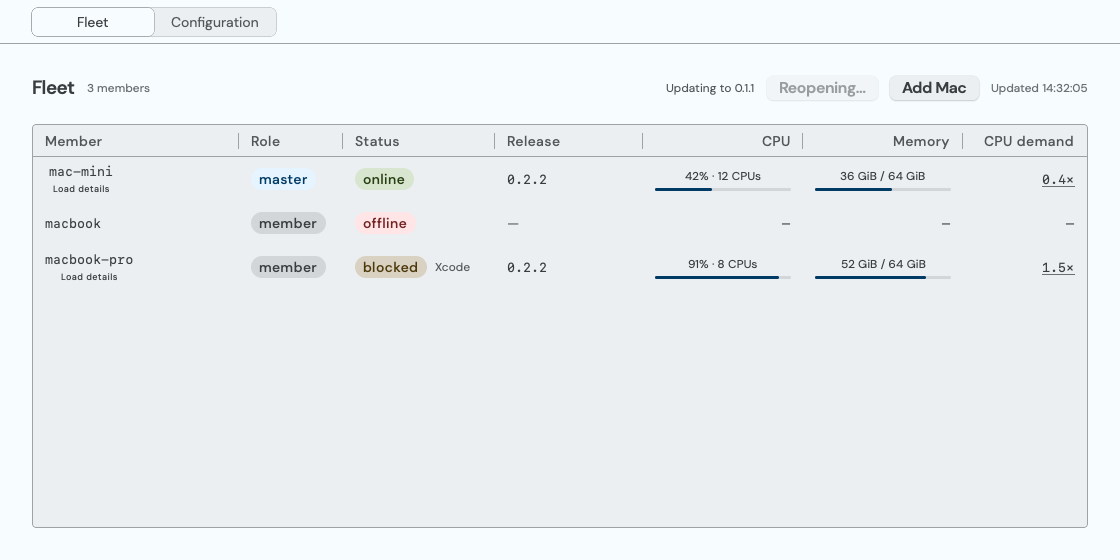 Fleet Configuration
Fleet 3 members Updating to 0.1.1 Reopening... Add Mac Updated 14:32:05
Member Role Status Release CPU Memory CPU demand
mac-mini master online 0.2.2 42% · 12 CPUs 36 GiB / 64 GiB 0.4×
Load details
macbook member offline — — — —
macbook-pro member blocked Xcode 0.2.2 91% · 8 CPUs 52 GiB / 64 GiB 1.5×
Load details